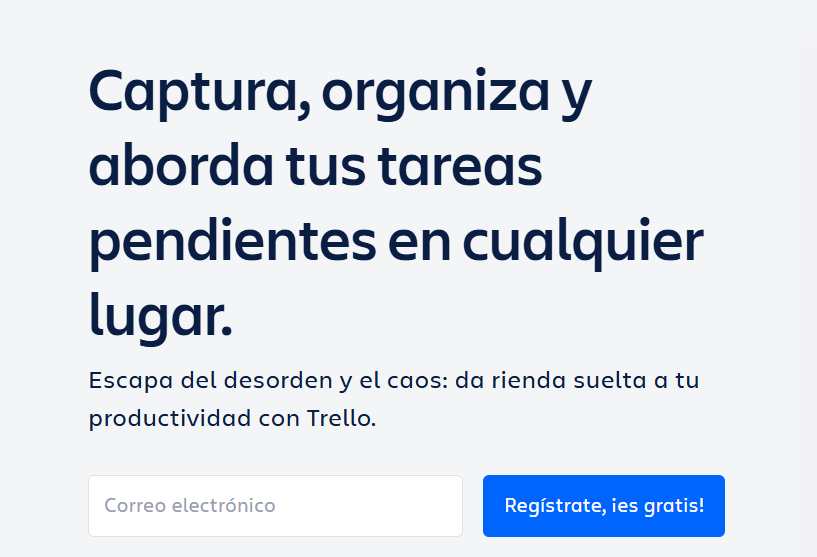 Captura, organiza y
aborda tus tareas
pendientes en cualquier
lugar.
Escapa del desorden y el caos: da rienda suelta a tu
productividad con Trello.
Correo electrónico
Regístrate, ¡es gratis!